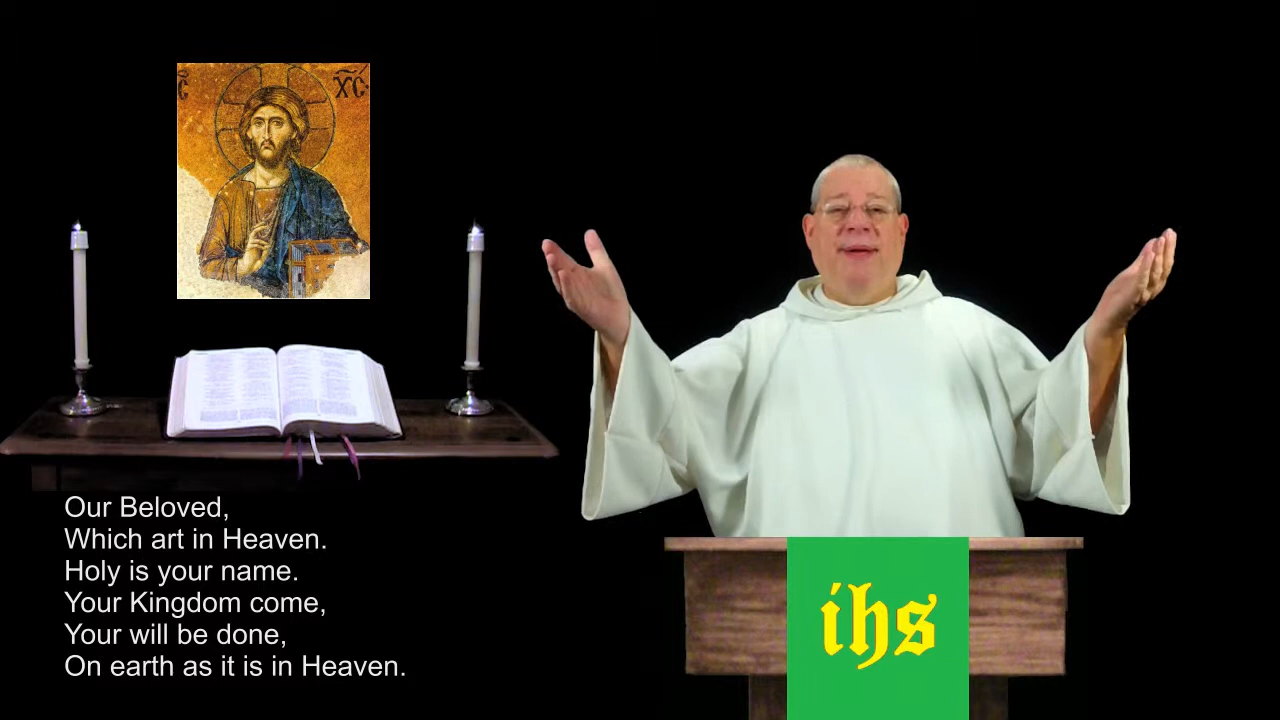 XC
Our Beloved,
Which art in Heaven.
Holy is your name.
Your Kingdom come,
Your will be done,
On earth as it is in Heaven.
ihs